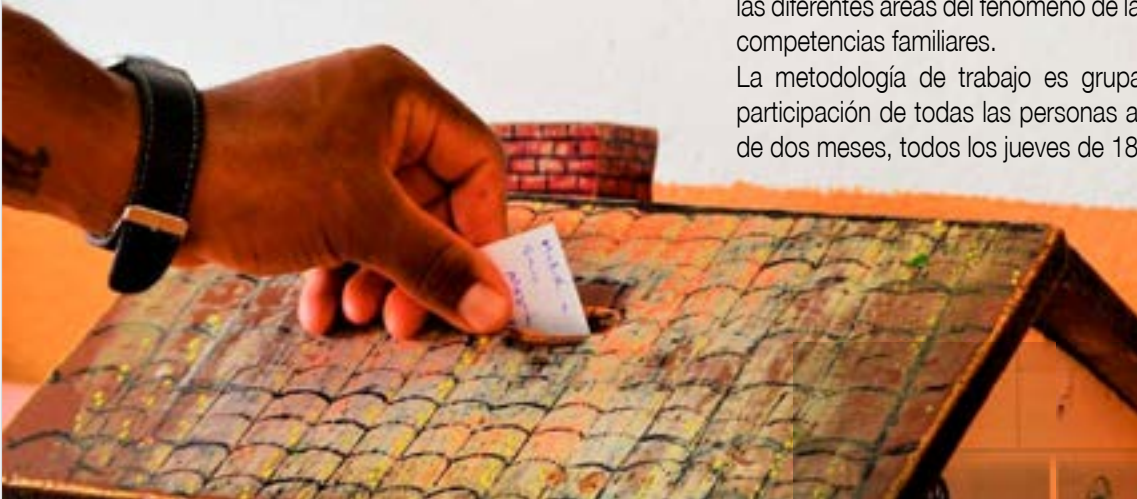 las diferentes áreas del fenómeno de la
competencias familiares.
La metodología de trabajo es grupa
participación de todas las personas a
de dos meses, todos los jueves de 18